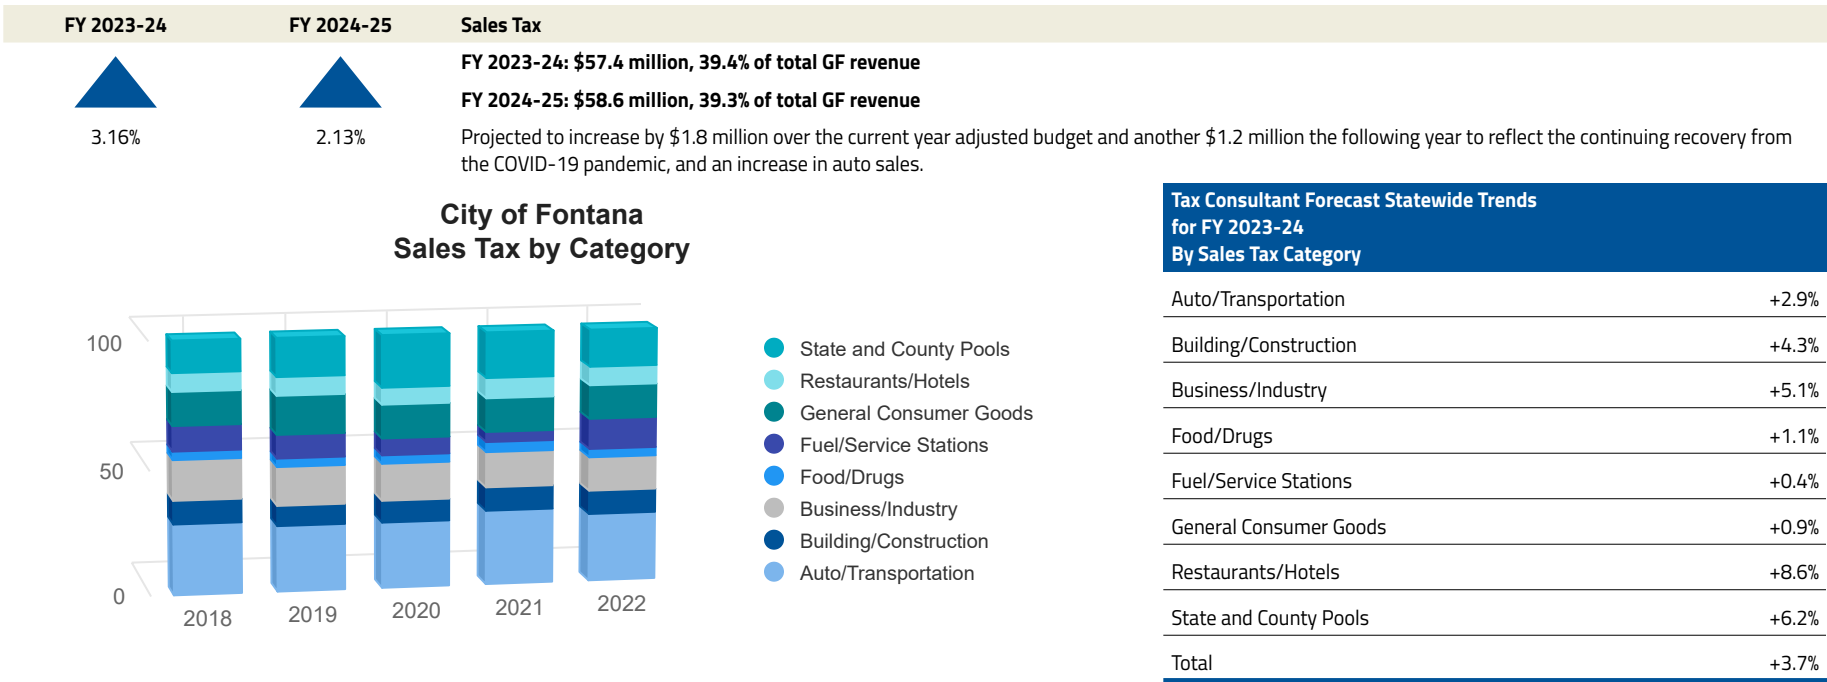 FY 2023-24 FY 2024-25 Sales Tax
FY 2023-24: $57.4 million, 39.4% of total GF revenue
FY 2024-25: $58.6 million, 39.3% of total GF revenue
3.16% 2.13% Projected to increase by $1.8 million over the current year adjusted budget and another $1.2 million the following year to reflect the continuing recovery from
the COVID-19 pandemic, and an increase in auto sales.
City of Fontana
Sales Tax by Category
100
50
0
2018 2019 2020 2021 2022
State and County Pools
Restaurants/Hotels
General Consumer Goods
Fuel/Service Stations
Food/Drugs
Business/Industry
Building/Construction
Auto/Transportation
Tax Consultant Forecast Statewide Trends
for FY 2023-24
By Sales Tax Category
Auto/Transportation +2.9%
Building/Construction +4.3%
Business/Industry +5.1%
Food/Drugs +1.1%
Fuel/Service Stations +0.4%
General Consumer Goods +0.9%
Restaurants/Hotels +8.6%
State and County Pools +6.2%
Total +3.7%